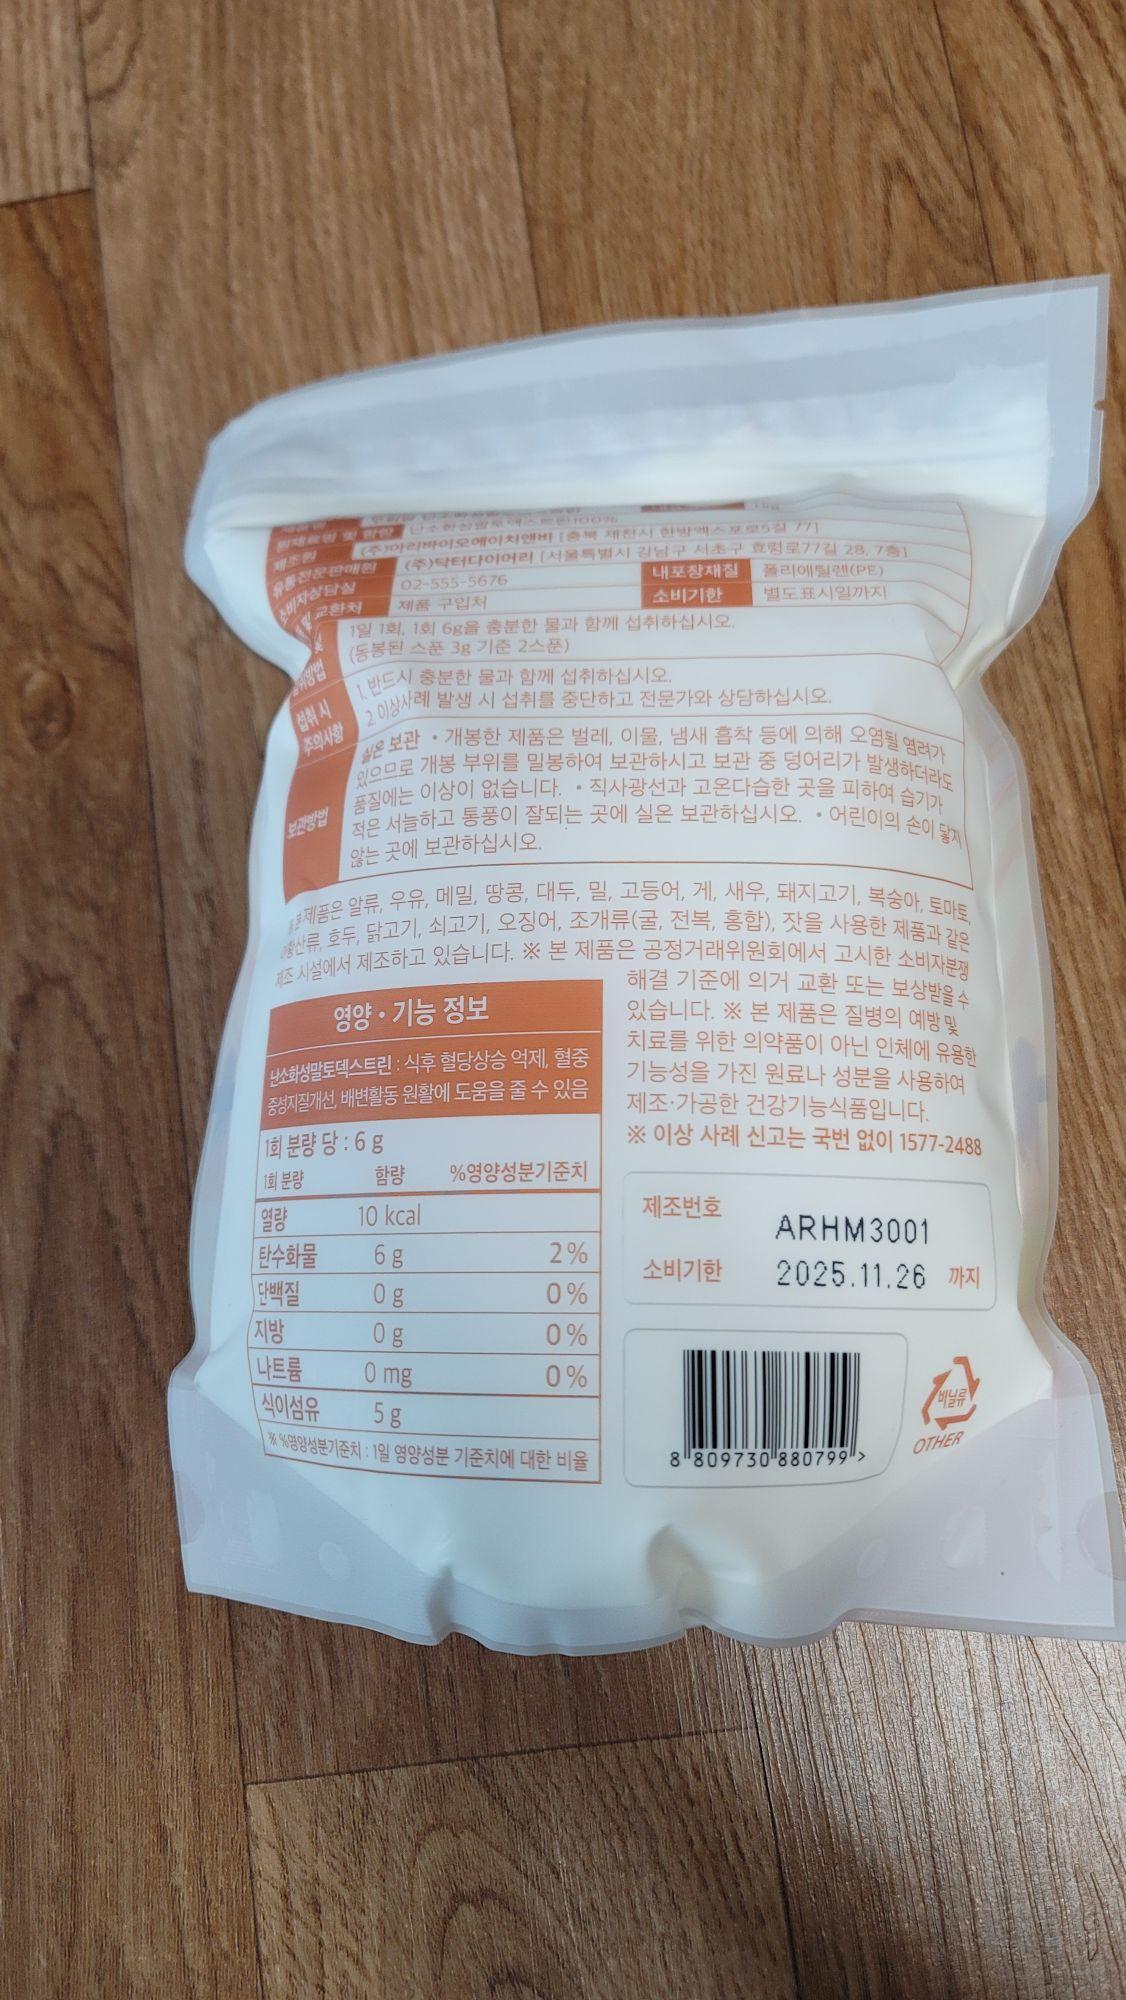 난소화성말토덱스트린100%
제조원 (주)아리바이오에이치앤비 [충북 제천시 한방엑스포로5길 77]
유통전문판매원 (주)닥터다이어리 [서울특별시 강남구 서초구 효령로77길 28, 7층]
소비자상담실 02-555-5676 내포장재질 폴리에틸렌(PE)
및 교환처 제품 구입처 소비기한 별도표시일까지
1일 1회, 1회 6g을 충분한 물과 함께 섭취하십시오.
(동봉된 스푼 3g 기준 2스푼)
섭취 시
주의사항
1. 반드시 충분한 물과 함께 섭취하십시오.
2 이상사례 발생 시 섭취를 중단하고 전문가와 상담하십시오.
보관방법
실온 보관 • 개봉한 제품은 벌레, 이물, 냄새 흡착 등에 의해 오염될 염려가
있으므로 개봉 부위를 밀봉하여 보관하시고 보관 중 덩어리가 발생하더라도
품질에는 이상이 없습니다. • 직사광선과 고온다습한 곳을 피하여 습기가
적은 서늘하고 통풍이 잘되는 곳에 실온 보관하십시오. • 어린이의 손이 닿지
않는 곳에 보관하십시오.
본 제품은 알류, 우유, 메밀, 땅콩, 대두, 밀, 고등어, 게, 새우, 돼지고기, 복숭아, 토마토,
아황산류, 호두, 닭고기, 쇠고기, 오징어, 조개류(굴, 전복, 홍합), 잣을 사용한 제품과 같은
제조 시설에서 제조하고 있습니다. ※ 본 제품은 공정거래위원회에서 고시한 소비자분쟁
해결 기준에 의거 교환 또는 보상받을 수
있습니다. ※ 본 제품은 질병의 예방 및
치료를 위한 의약품이 아닌 인체에 유용한
기능성을 가진 원료나 성분을 사용하여
제조·가공한 건강기능식품입니다.
※ 이상 사례 신고는 국번 없이 1577-2488
영양 • 기능 정보
난소화성말토덱스트린 : 식후 혈당상승 억제, 혈중
중성지질개선, 배변활동 원활에 도움을 줄 수 있음
1회 분량 당 : 6 g
1회 분량 함량 %영양성분기준치
열량 10 kcal
탄수화물 6 g 2 %
단백질 0 g 0 %
지방 0 g 0 %
나트륨 0 mg 0 %
식이섬유 5 g
※ %영양성분기준치 : 1일 영양성분 기준치에 대한 비율
제조번호 ARHM3001
소비기한 2025.11.26 까지
8 809730 880799 >
비닐류
OTHER